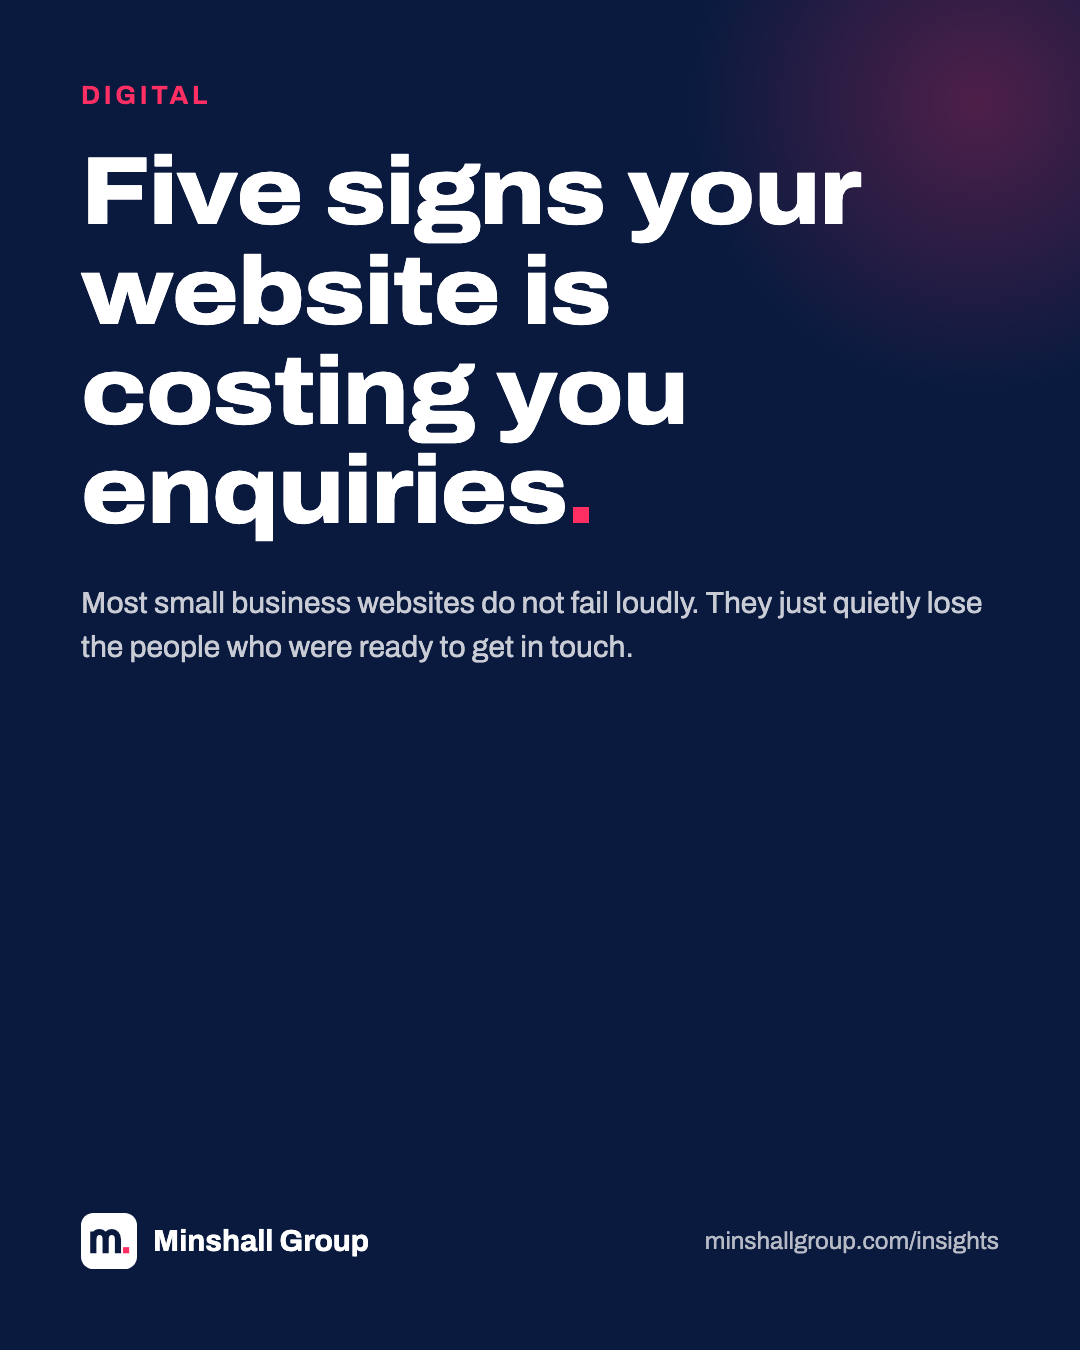 DIGITAL
Five signs your
website is
costing you
enquiries.
Most small business websites do not fail loudly. They just quietly lose
the people who were ready to get in touch.
m. Minshall Group
minshallgroup.com/insights